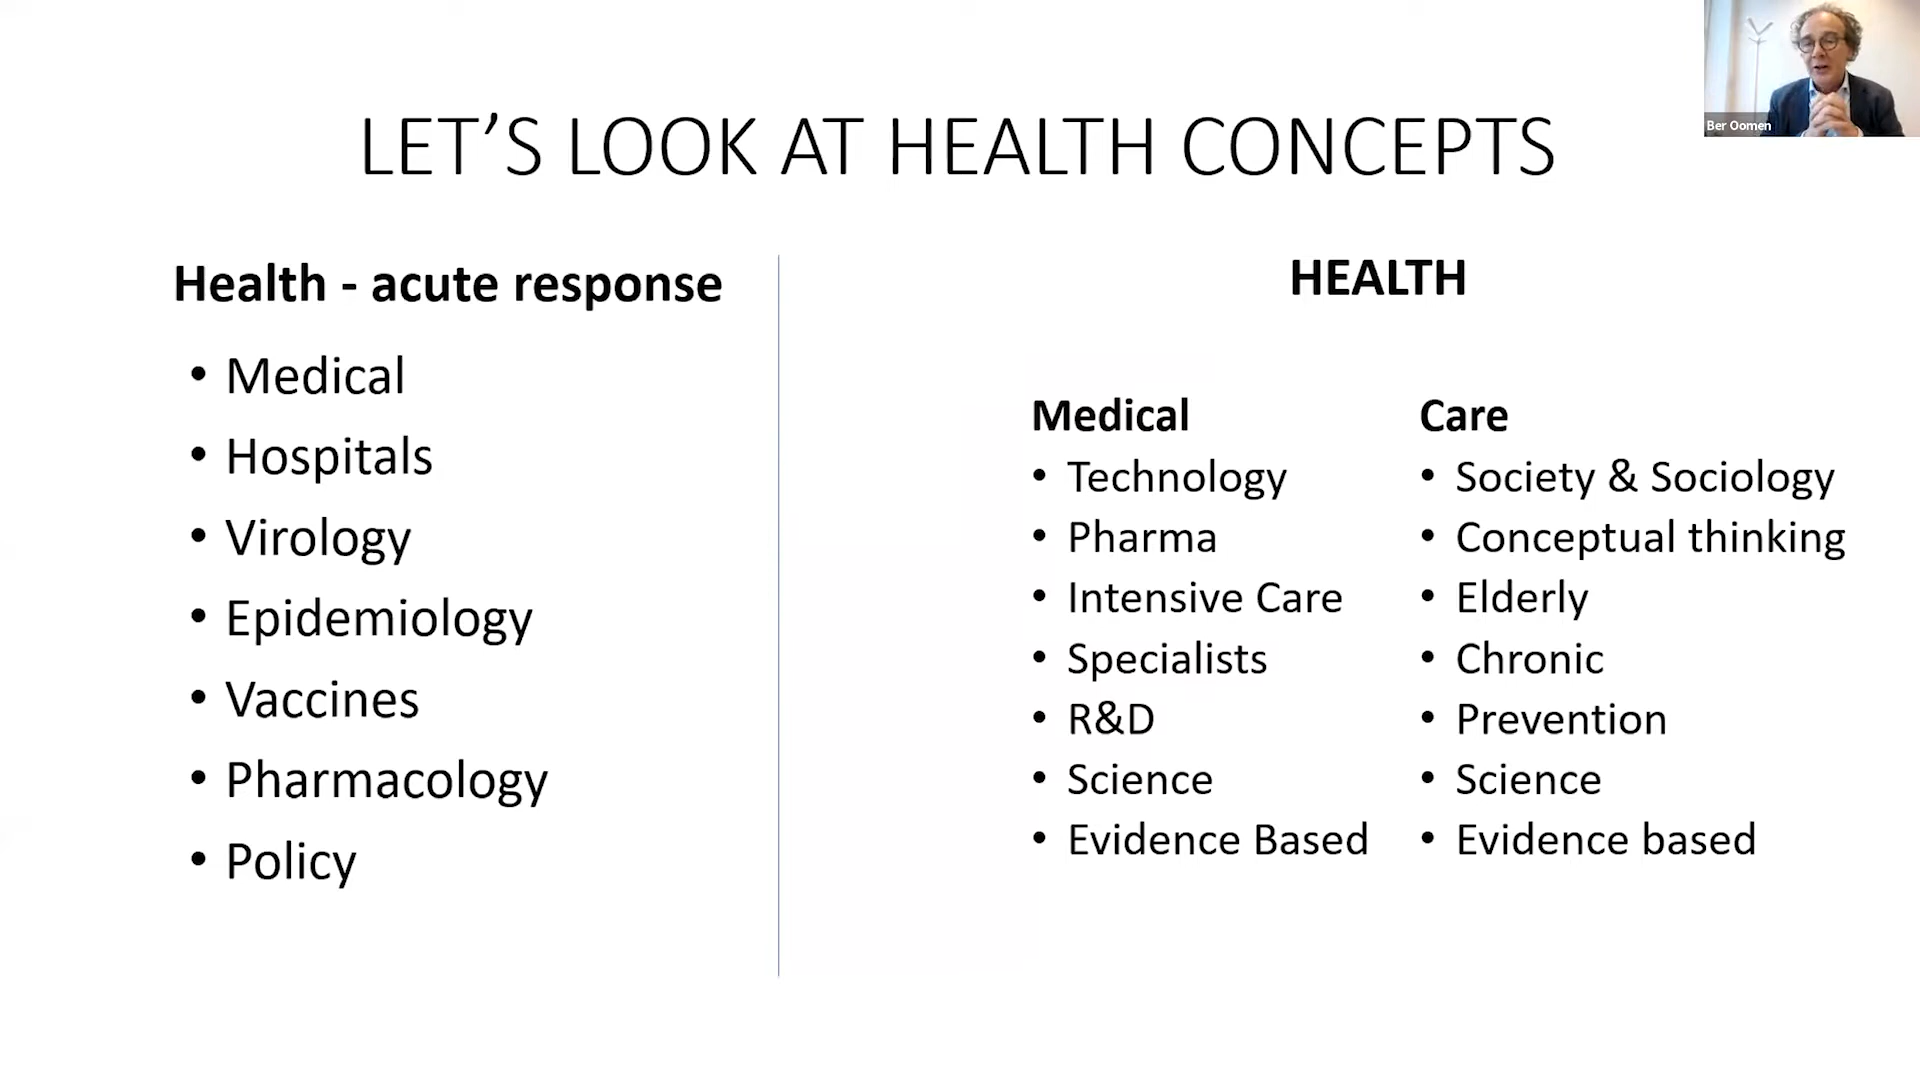 LET’S LOOK AT HEALTH CONCEPTS
Ber Oomen
Health - acute response
• Medical
• Hospitals
• Virology
• Epidemiology
• Vaccines
• Pharmacology
• Policy
HEALTH
Medical
• Technology
• Pharma
• Intensive Care
• Specialists
• R&D
• Science
• Evidence Based
Care
• Society & Sociology
• Conceptual thinking
• Elderly
• Chronic
• Prevention
• Science
• Evidence based